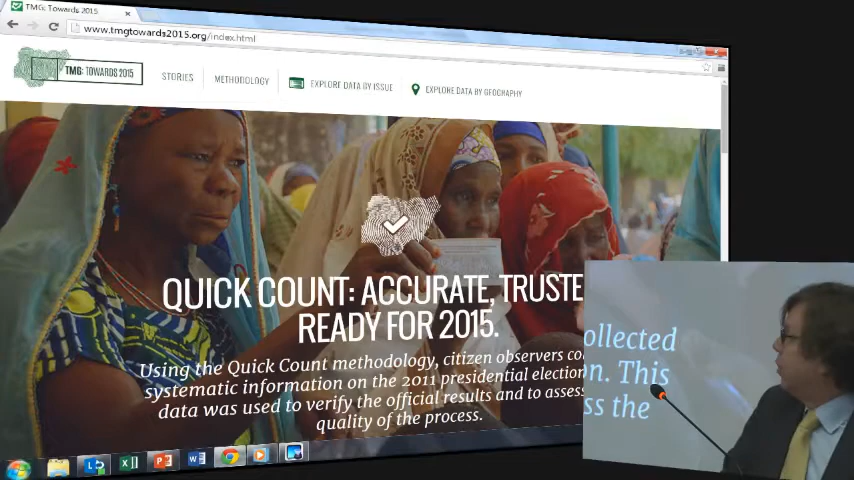 TMG: Towards 2015
www.tmgtowards2015.org/index.html
TMG: TOWARDS 2015
STORIES
METHODOLOGY
EXPLORE DATA BY ISSUE
EXPLORE DATA BY GEOGRAPHY
QUICK COUNT: ACCURATE, TRUSTE
READY FOR 2015.
Using the Quick Count methodology, citizen observers co
systematic information on the 2011 presidential election
data was used to verify the official results and to assess
quality of the process.
ollected
n. This
ss the